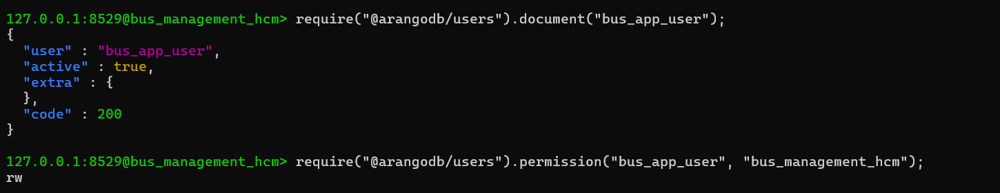 127.0.0.1:8529@bus_management_hcm> require("@arangodb/users").document("bus_app_user");
{
  "user" : "bus_app_user",
  "active" : true,
  "extra" : {
  },
  "code" : 200
}
127.0.0.1:8529@bus_management_hcm> require("@arangodb/users").permission("bus_app_user", "bus_management_hcm");
rw